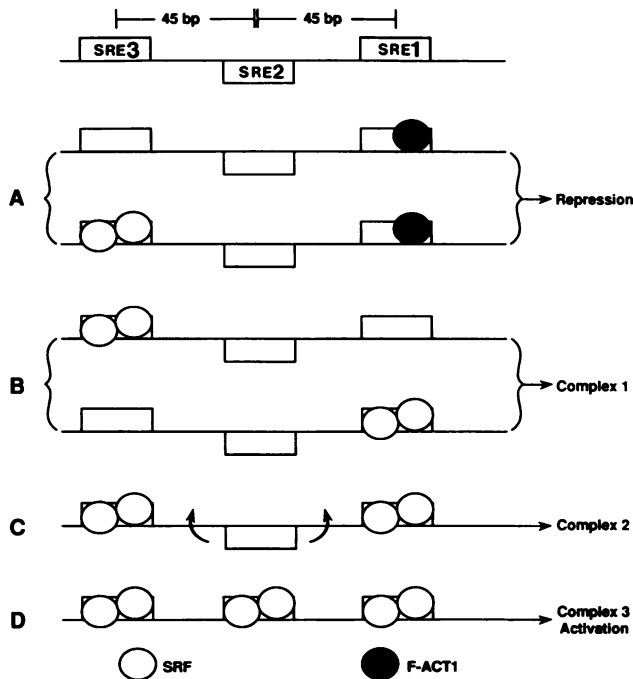 45 bp 45 bp
SRE3 SRE2 SRE1
A Repression
B Complex 1
C Complex 2
D Complex 3
Activation
SRF F-ACT1